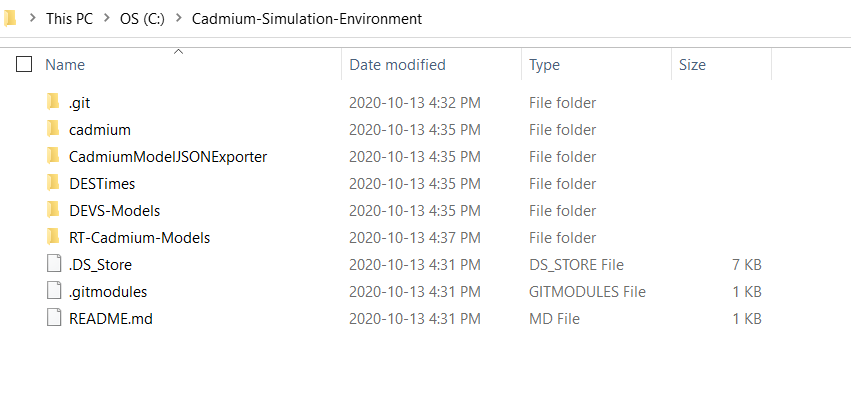 This PC > OS (C:) > Cadmium-Simulation-Environment
Name Date modified Type Size
.git 2020-10-13 4:32 PM File folder
cadmium 2020-10-13 4:35 PM File folder
CadmiumModelJSONExporter 2020-10-13 4:35 PM File folder
DESTimes 2020-10-13 4:35 PM File folder
DEVS-Models 2020-10-13 4:35 PM File folder
RT-Cadmium-Models 2020-10-13 4:37 PM File folder
.DS_Store 2020-10-13 4:31 PM DS_STORE File 7 KB
.gitmodules 2020-10-13 4:31 PM GITMODULES File 1 KB
README.md 2020-10-13 4:31 PM MD File 1 KB